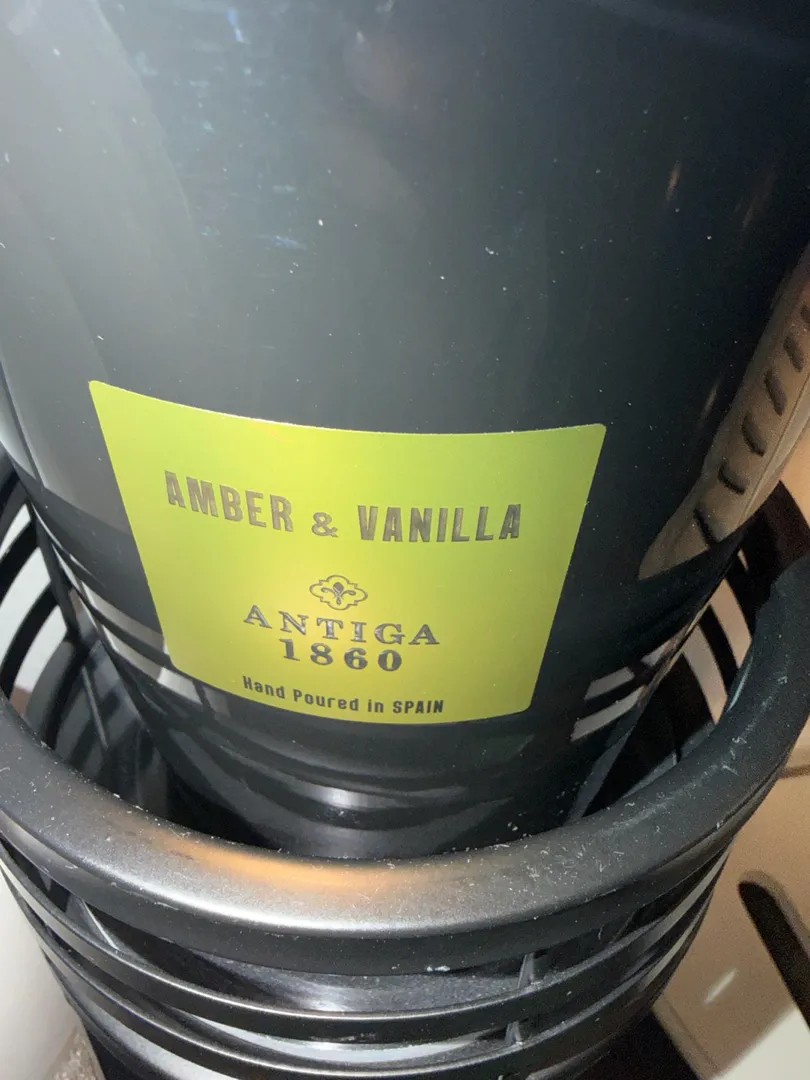 AMBER & VANILLA
ANTIGA
1860
Hand Poured in SPAIN